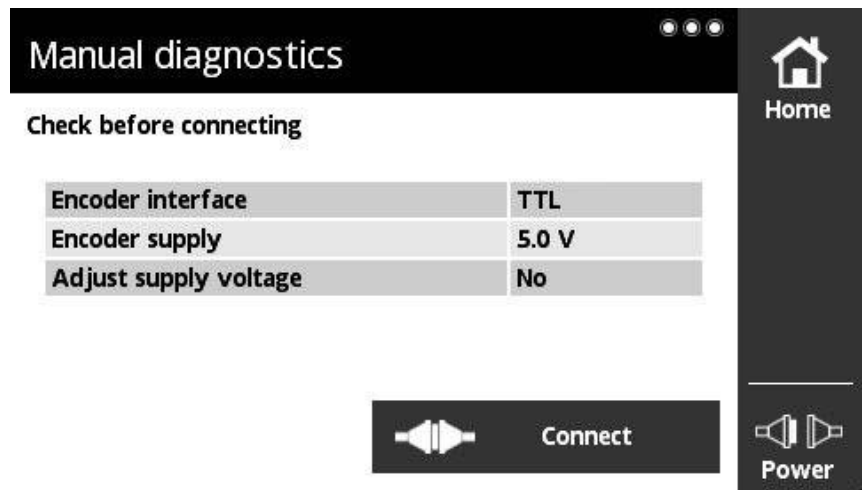 Manual diagnostics
Home
Check before connecting
Encoder interface TTL
Encoder supply 5.0 V
Adjust supply voltage No
Connect
Power